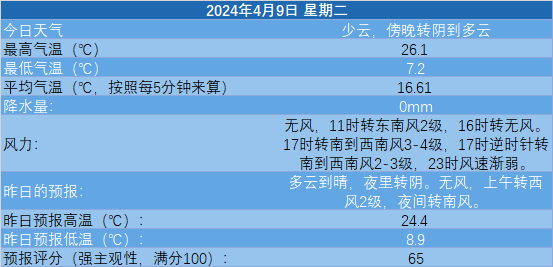 2024年4月9日 星期二
今日天气 少云，傍晚转阴到多云
最高气温（℃） 26.1
最低气温（℃） 7.2
平均气温（℃，按照每5分钟来算） 16.61
降水量： 0mm
风力： 无风，11时转东南风2级，16时转无风。
17时转南到西南风3-4级，17时逆时针转
南到西南风2-3级，23时风速渐弱。
昨日的预报： 多云到晴，夜里转阴。无风，上午转西
风2级，夜间转南风。
昨日预报高温（℃）： 24.4
昨日预报低温（℃）： 8.9
预报评分（强主观性，满分100）： 65